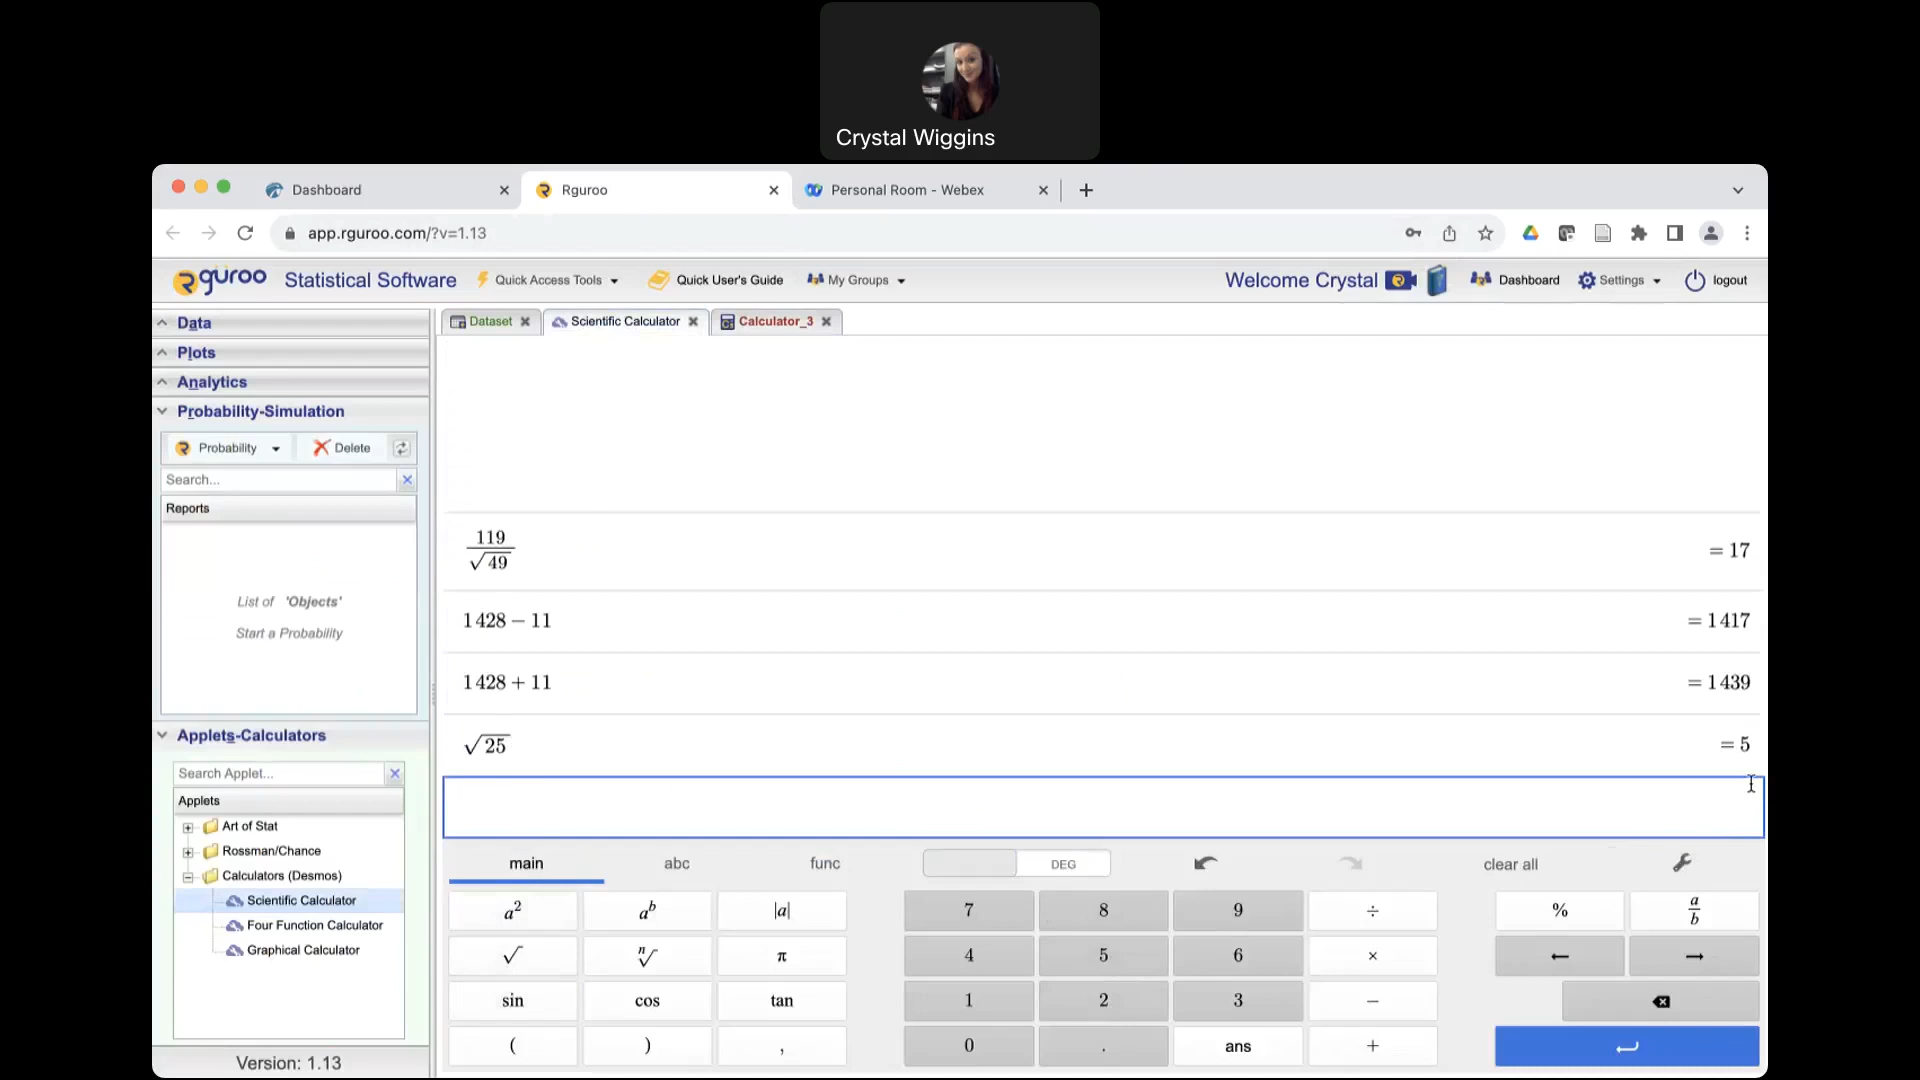 Crystal Wiggins
Dashboard
Rguroo
Personal Room - Webex
app.rguroo.com/?v=1.13
Rguroo Statistical Software
Quick Access Tools
Quick User's Guide
My Groups
Welcome Crystal
Dashboard
Settings
logout
Data
Plots
Analytics
Probability-Simulation
Probability
Delete
Search...
Reports
List of 'Objects'
Start a Probability
Applets-Calculators
Search Applet...
Applets
Art of Stat
Rossman/Chance
Calculators (Desmos)
Scientific Calculator
Four Function Calculator
Graphical Calculator
Version: 1.13
Dataset
Scientific Calculator
Calculator_3
119/√49 = 17
1428 − 11 = 1417
1428 + 11 = 1439
√25 = 5
main abc func DEG clear all
a² aᵇ |a| 7 8 9 ÷ % a/b
√ ⁿ√ π 4 5 6 × ← →
sin cos tan 1 2 3 −
( ) , 0 . ans +